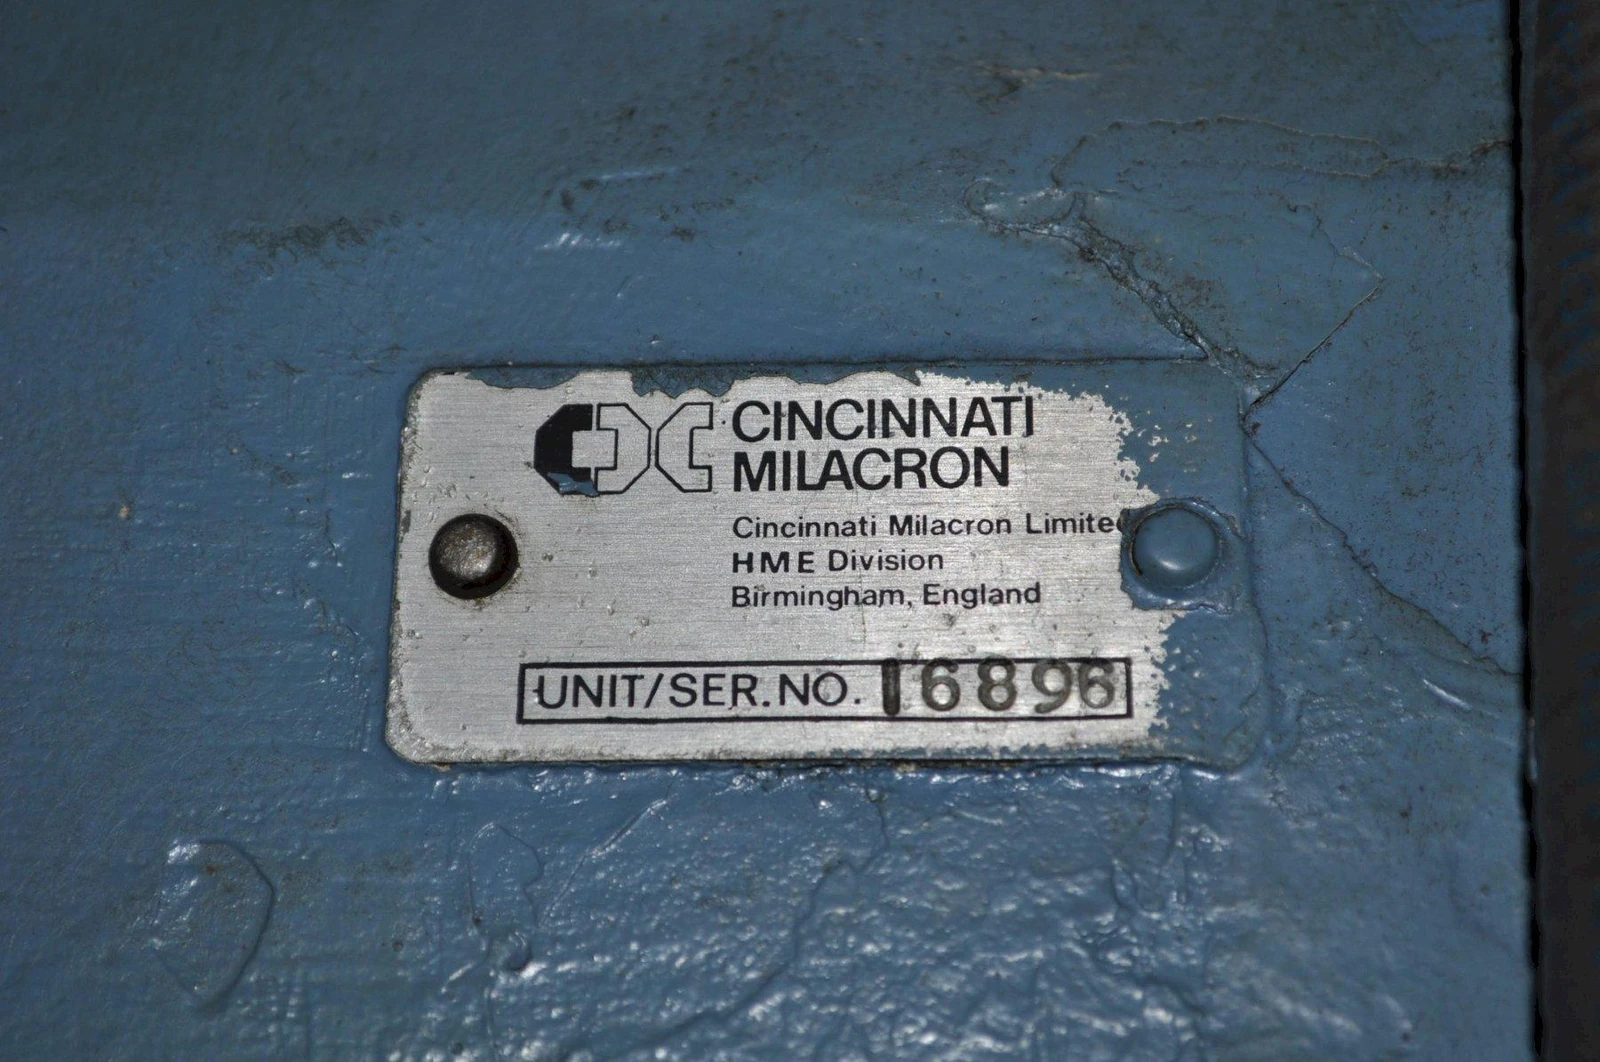 CINCINNATI
MILACRON
Cincinnati Milacron Limited
HME Division
Birmingham, England
UNIT/SER.NO. 16896